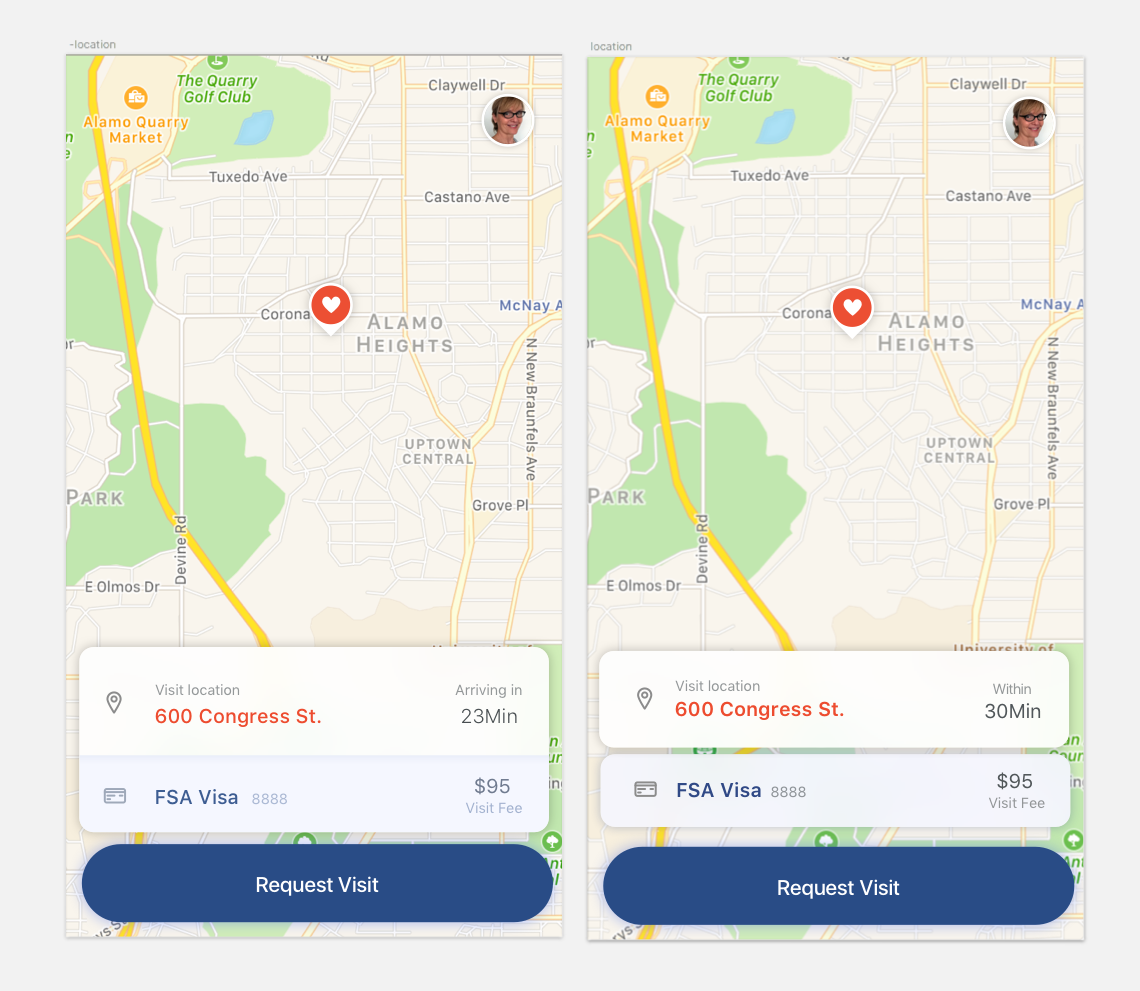 -location
The Quarry
Golf Club
Claywell Dr
Alamo Quarry
Market
Tuxedo Ave
Castano Ave
McNay A
Corona
ALAMO
HEIGHTS
N New Braunfels Ave
UPTOWN
CENTRAL
PARK
Grove Pl
Devine Rd
E Olmos Dr
Visit location
Arriving in
600 Congress St.
23Min
FSA Visa 8888
$95
Visit Fee
Request Visit
location
The Quarry
Golf Club
Claywell Dr
Alamo Quarry
Market
Tuxedo Ave
Castano Ave
McNay A
Corona
ALAMO
HEIGHTS
N New Braunfels Ave
UPTOWN
CENTRAL
PARK
Grove Pl
Devine Rd
E Olmos Dr
University of
Visit location
Within
600 Congress St.
30Min
FSA Visa 8888
$95
Visit Fee
Request Visit